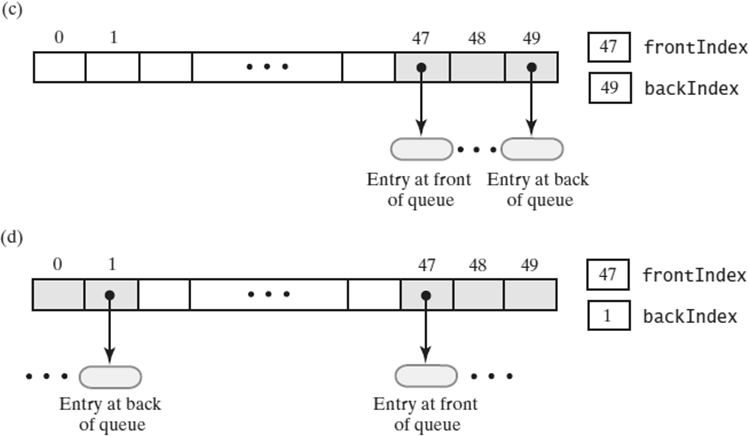 (c)
0 1 47 48 49
• • •
47 frontIndex
49 backIndex
• • •
Entry at front Entry at back
of queue of queue
(d)
0 1 47 48 49
• • •
47 frontIndex
1 backIndex
• • • • • •
Entry at back Entry at front
of queue of queue